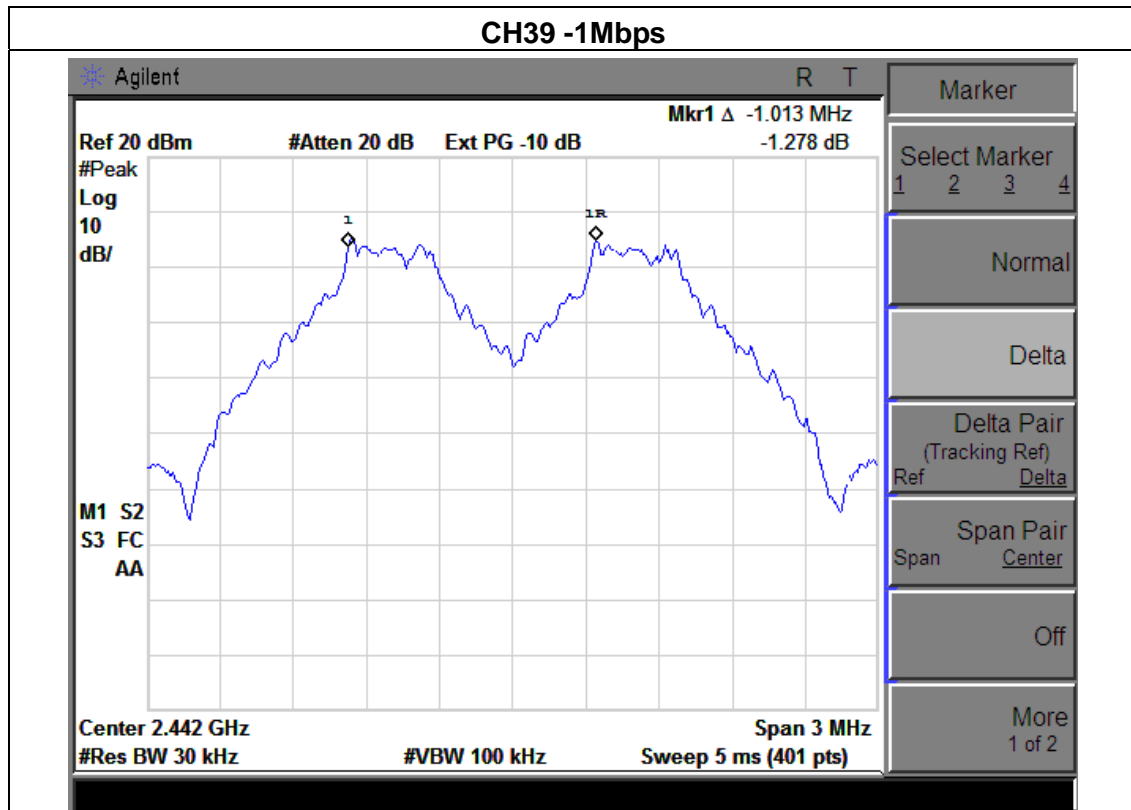 CH39 -1Mbps
Agilent R T
Mkr1 Δ -1.013 MHz
Ref 20 dBm #Atten 20 dB Ext PG -10 dB -1.278 dB
#Peak
Log
10
dB/
1
1R
M1 S2
S3 FC
AA
Center 2.442 GHz Span 3 MHz
#Res BW 30 kHz #VBW 100 kHz Sweep 5 ms (401 pts)
Marker
Select Marker
1 2 3 4
Normal
Delta
Delta Pair
(Tracking Ref)
Ref Delta
Span Pair
Span Center
Off
More
1 of 2